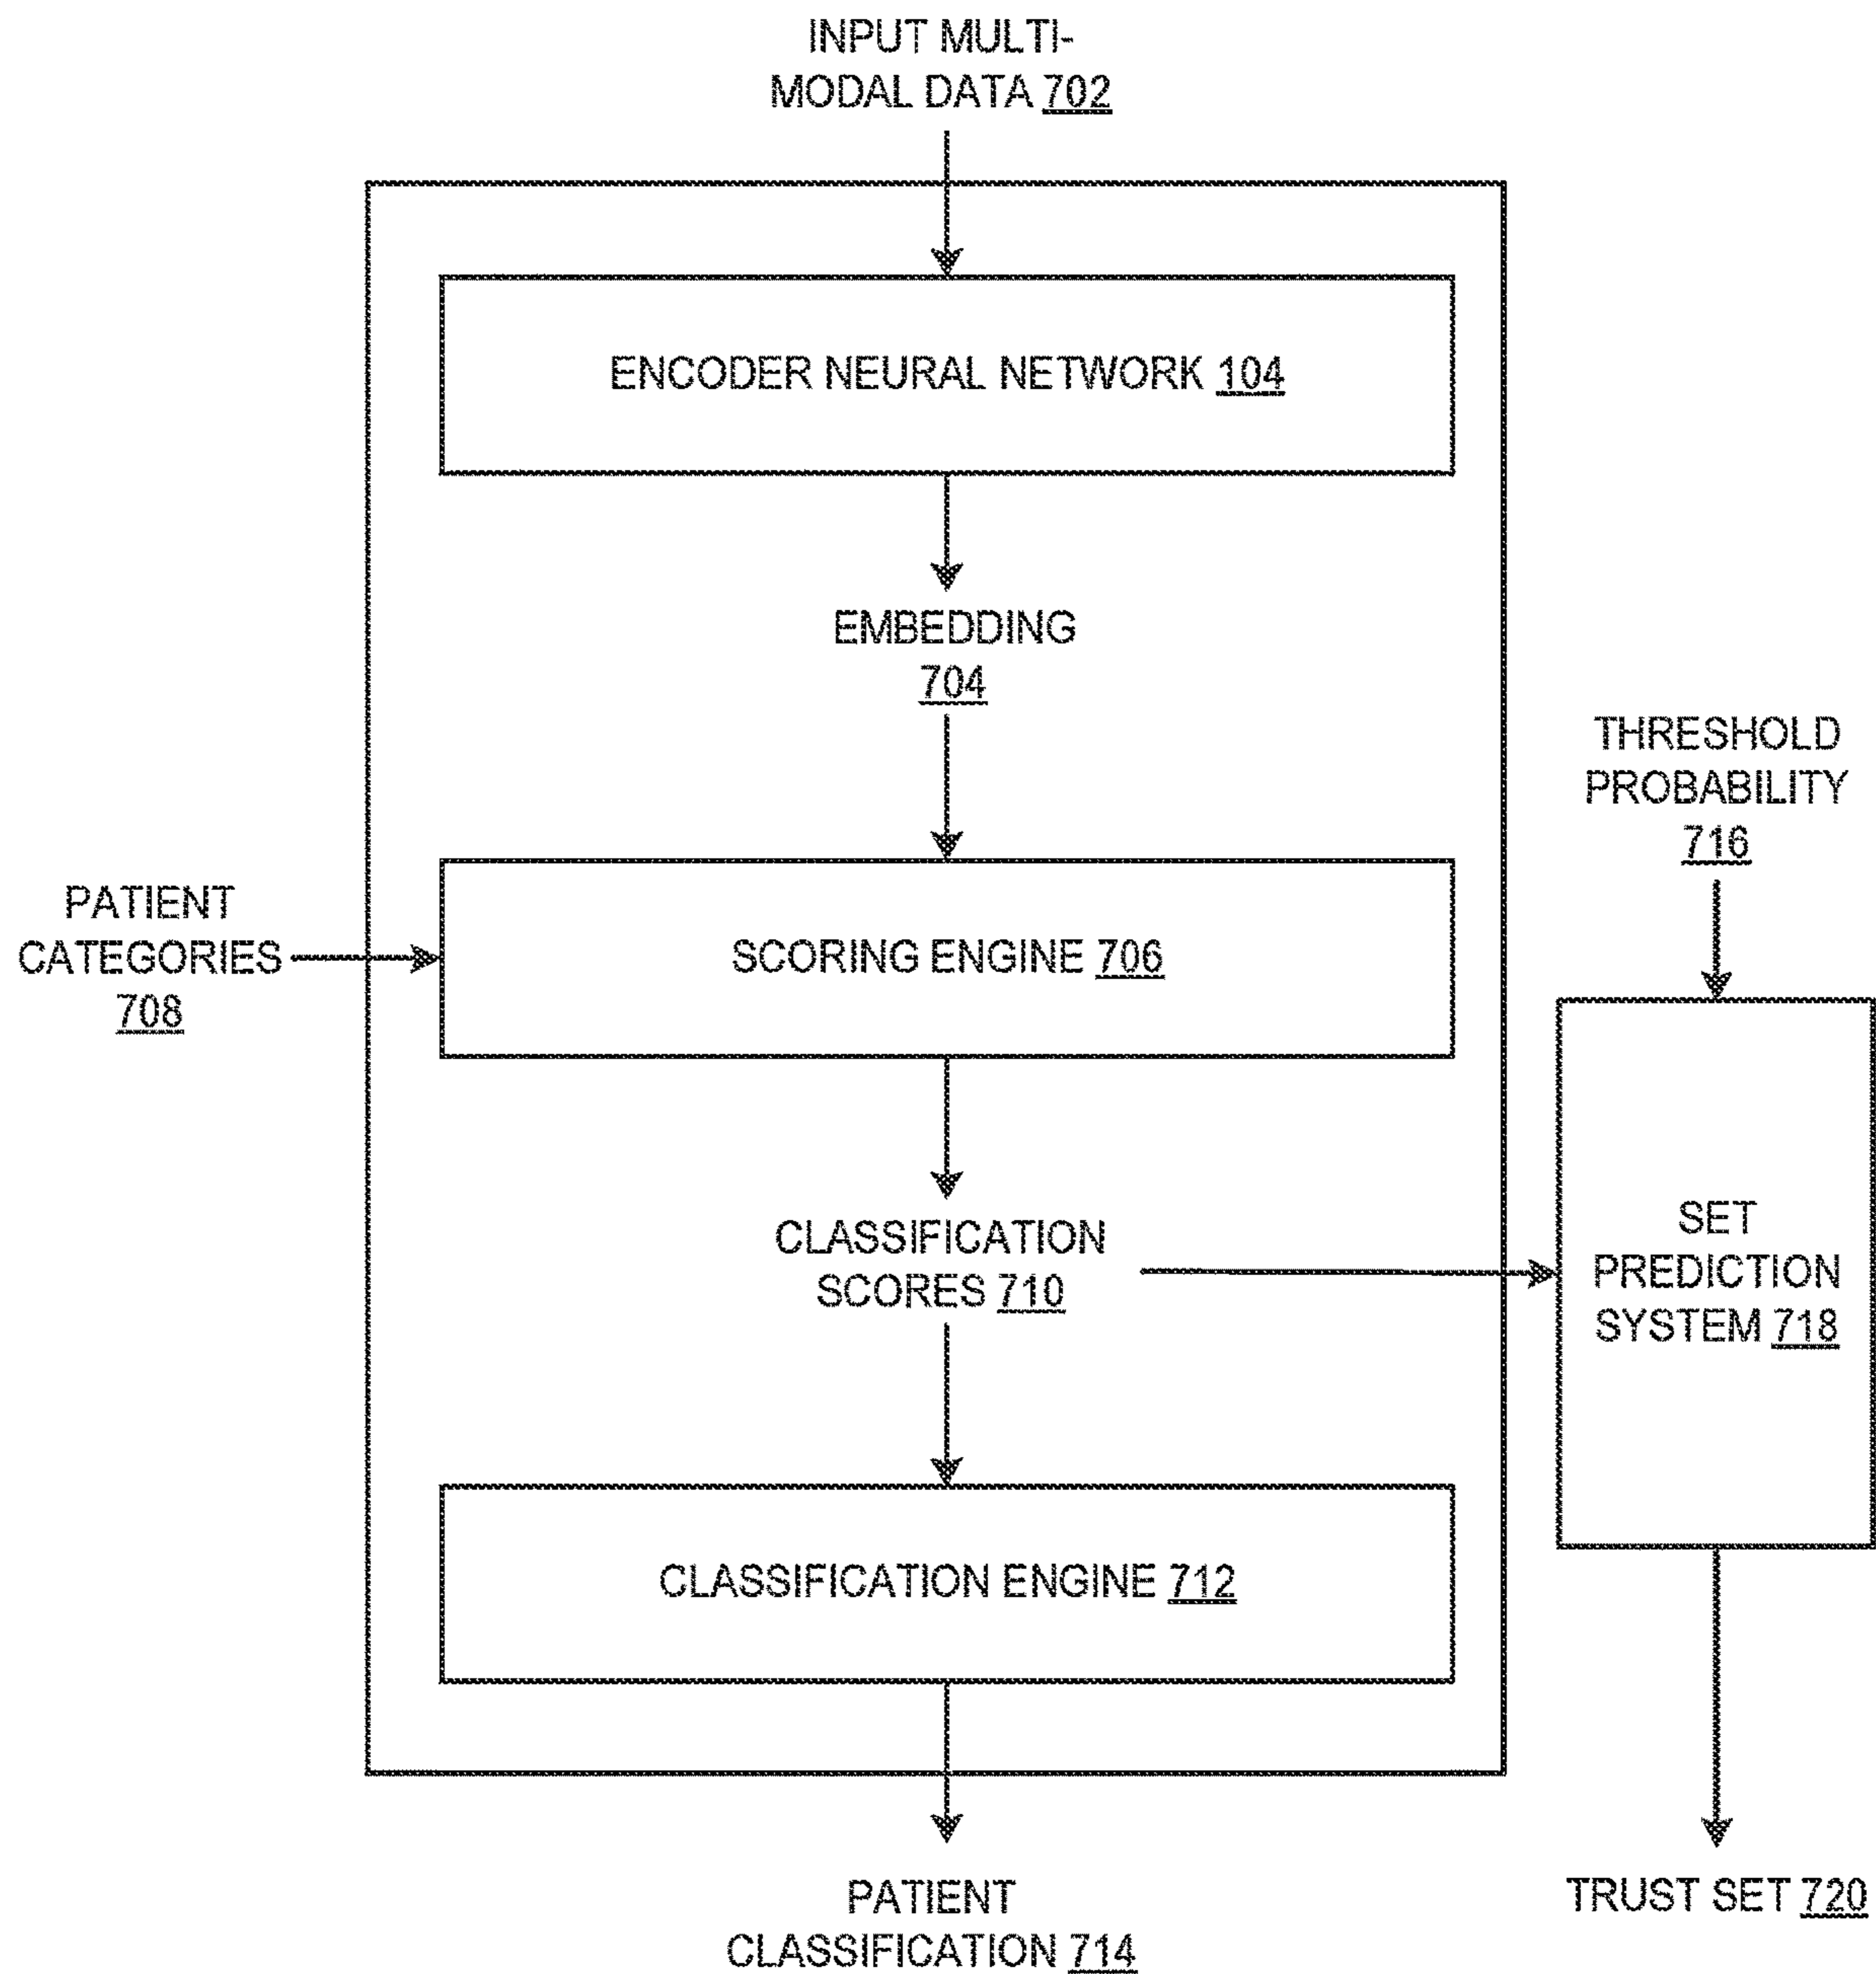 INPUT MULTI-
MODAL DATA 702
ENCODER NEURAL NETWORK 104
EMBEDDING
704
THRESHOLD
PROBABILITY
716
PATIENT
CATEGORIES
708
SCORING ENGINE 706
CLASSIFICATION
SCORES 710
SET
PREDICTION
SYSTEM 718
CLASSIFICATION ENGINE 712
PATIENT
CLASSIFICATION 714
TRUST SET 720